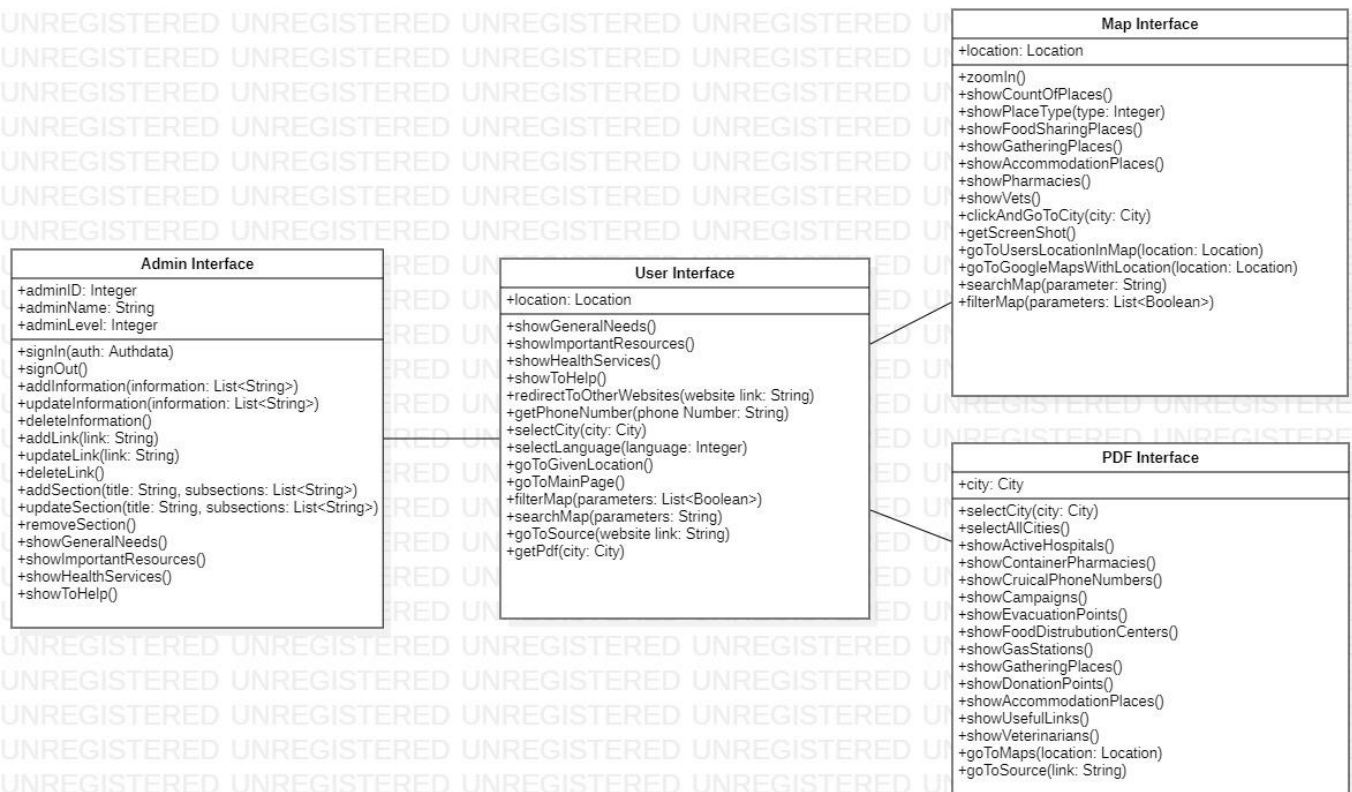 Map Interface
+location: Location
+zoomIn()
+showCountOfPlaces()
+showPlaceType(type: Integer)
+showFoodSharingPlaces()
+showGatheringPlaces()
+showAccommodationPlaces()
+showPharmacies()
+showVets()
+clickAndGoToCity(city: City)
+getScreenShot()
+goToUsersLocationInMap(location: Location)
+goToGoogleMapsWithLocation(location: Location)
+searchMap(parameter: String)
+filterMap(parameters: List<Boolean>)
Admin Interface
+adminID: Integer
+adminName: String
+adminLevel: Integer
+signIn(auth: Authdata)
+signOut()
+addInformation(information: List<String>)
+updateInformation(information: List<String>)
+deleteInformation()
+addLink(link: String)
+updateLink(link: String)
+deleteLink()
+addSection(title: String, subsections: List<String>)
+updateSection(title: String, subsections: List<String>)
+removeSection()
+showGeneralNeeds()
+showImportantResources()
+showHealthServices()
+showToHelp()
User Interface
+location: Location
+showGeneralNeeds()
+showImportantResources()
+showHealthServices()
+showToHelp()
+redirectToOtherWebsites(website link: String)
+getPhoneNumber(phone Number: String)
+selectCity(city: City)
+selectLanguage(language: Integer)
+goToGivenLocation()
+goToMainPage()
+filterMap(parameters: List<Boolean>)
+searchMap(parameters: String)
+goToSource(website link: String)
+getPdf(city: City)
PDF Interface
+city: City
+selectCity(city: City)
+selectAllCities()
+showActiveHospitals()
+showContainerPharmacies()
+showCruicalPhoneNumbers()
+showCampaigns()
+showEvacuationPoints()
+showFoodDistrubutionCenters()
+showGasStations()
+showGatheringPlaces()
+showDonationPoints()
+showAccommodationPlaces()
+showUsefulLinks()
+showVeterinarians()
+goToMaps(location: Location)
+goToSource(link: String)
UNREGISTERED UNREGISTERED UNREGISTERED UNREGISTERED